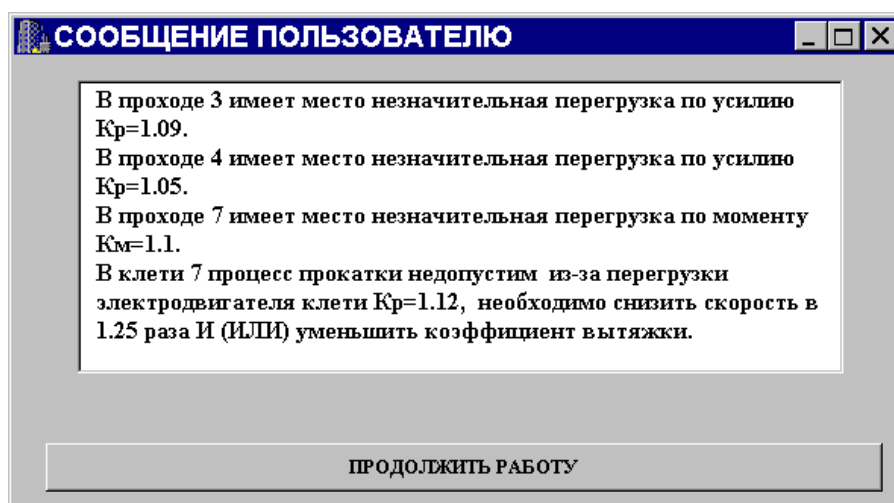 СООБЩЕНИЕ ПОЛЬЗОВАТЕЛЮ
В проходе 3 имеет место незначительная перегрузка по усилию
Кр=1.09.
В проходе 4 имеет место незначительная перегрузка по усилию
Кр=1.05.
В проходе 7 имеет место незначительная перегрузка по моменту
Км=1.1.
В клети 7 процесс прокатки недопустим  из-за перегрузки
электродвигателя клети Кр=1.12,  необходимо снизить скорость в
1.25 раза И (ИЛИ) уменьшить коэффициент вытяжки.
ПРОДОЛЖИТЬ РАБОТУ